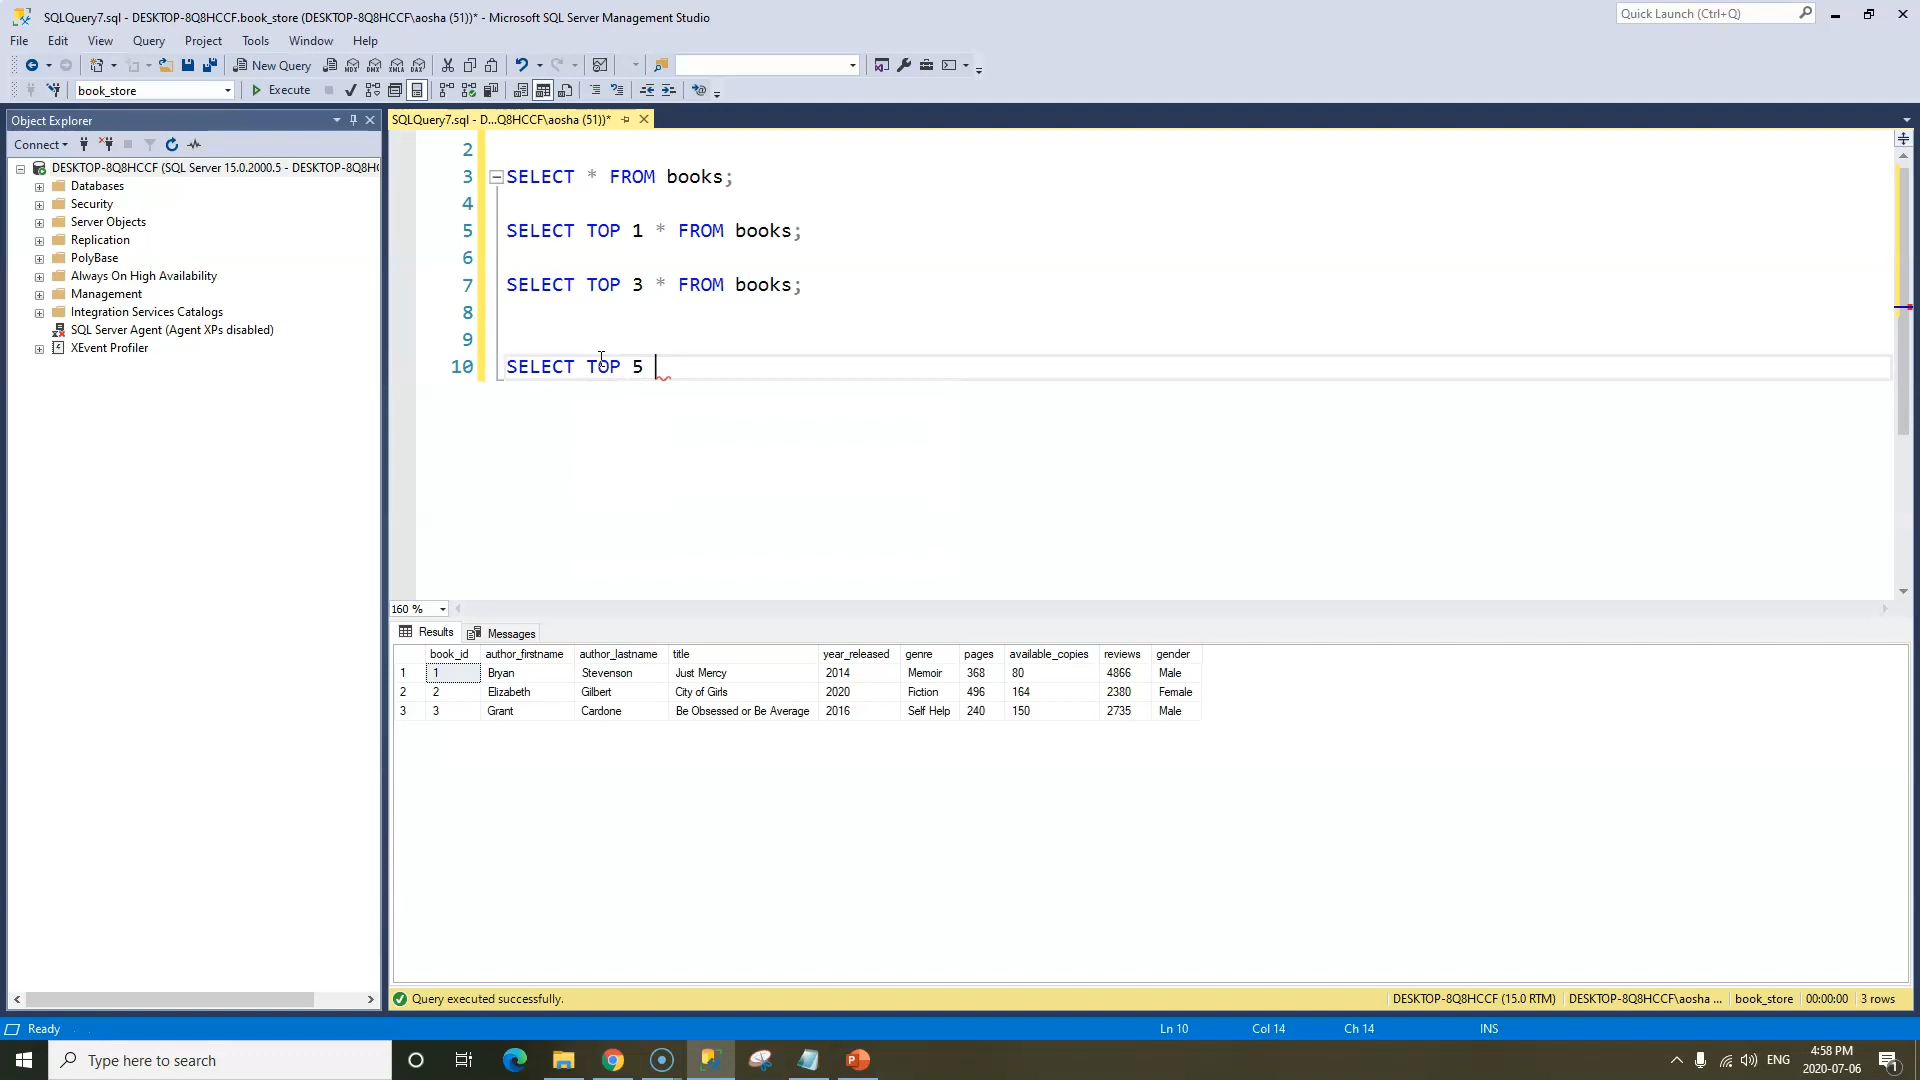 SQLQuery7.sql - DESKTOP-8Q8HCCF.book_store (DESKTOP-8Q8HCCF\aosha (51))* - Microsoft SQL Server Management Studio
Quick Launch (Ctrl+Q)
File Edit View Query Project Tools Window Help
New Query
book_store Execute
Object Explorer
SQLQuery7.sql - D...Q8HCCF\aosha (51))*
Connect
DESKTOP-8Q8HCCF (SQL Server 15.0.2000.5 - DESKTOP-8Q8H
Databases
Security
Server Objects
Replication
PolyBase
Always On High Availability
Management
Integration Services Catalogs
SQL Server Agent (Agent XPs disabled)
XEvent Profiler
2
3 SELECT * FROM books;
4
5 SELECT TOP 1 * FROM books;
6
7 SELECT TOP 3 * FROM books;
8
9
10 SELECT TOP 5
160 %
Results Messages
book_id author_firstname author_lastname title year_released genre pages available_copies reviews gender
1 1 Bryan Stevenson Just Mercy 2014 Memoir 368 80 4866 Male
2 2 Elizabeth Gilbert City of Girls 2020 Fiction 496 164 2380 Female
3 3 Grant Cardone Be Obsessed or Be Average 2016 Self Help 240 150 2735 Male
Query executed successfully. DESKTOP-8Q8HCCF (15.0 RTM) DESKTOP-8Q8HCCF\aosha ... book_store 00:00:00 3 rows
Ready Ln 10 Col 14 Ch 14 INS
Type here to search
ENG
4:58 PM
2020-07-06